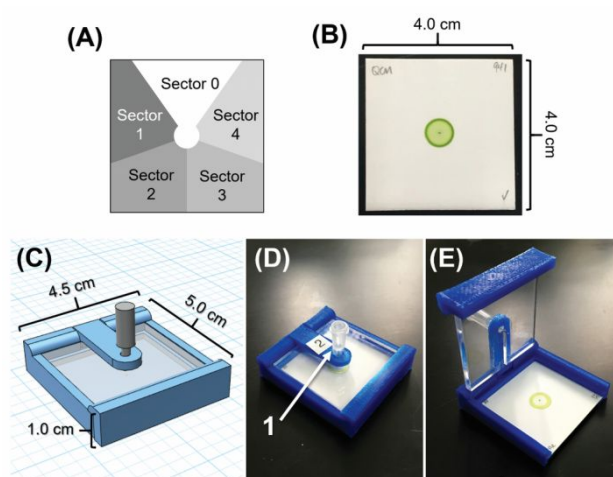 (A)
Sector 0
Sector
1
Sector
4
Sector
2
Sector
3
(B)
4.0 cm
4.0 cm
(C)
4.5 cm
5.0 cm
1.0 cm
(D)
2
1
(E)